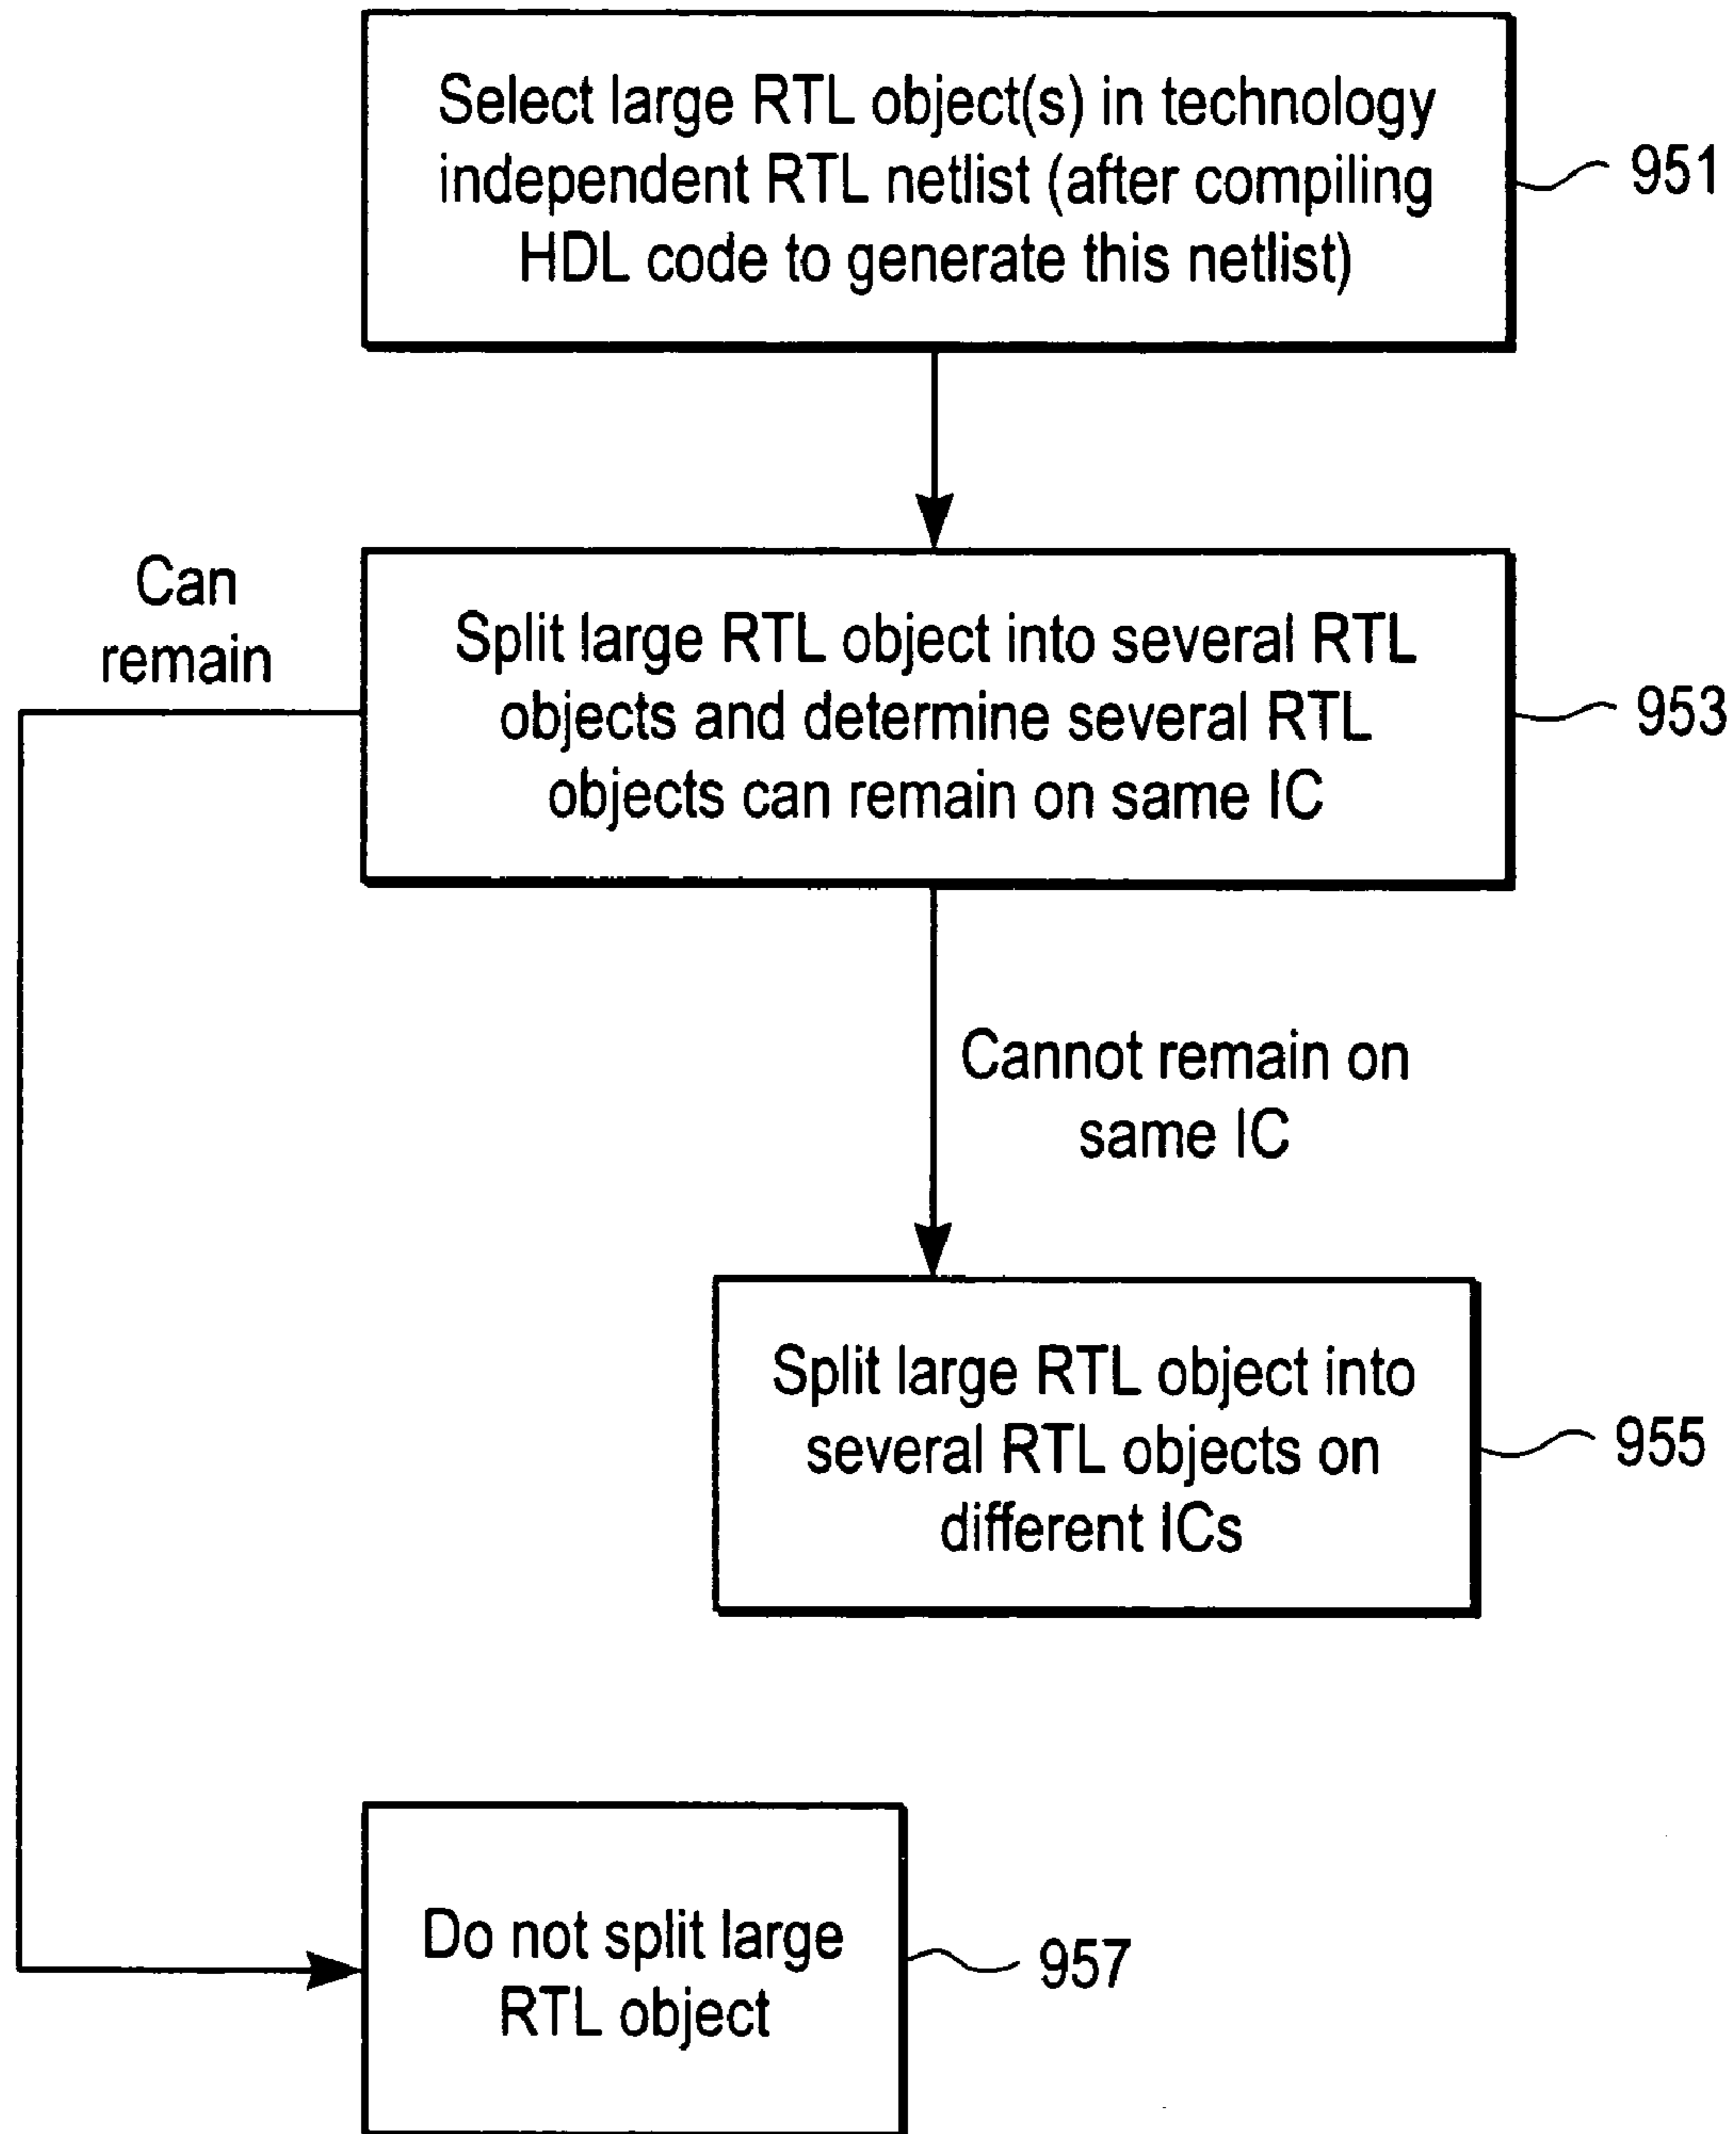 Select large RTL object(s) in technology
independent RTL netlist (after compiling
HDL code to generate this netlist)
951
Can
remain
Split large RTL object into several RTL
objects and determine several RTL
objects can remain on same IC
953
Cannot remain on
same IC
Split large RTL object into
several RTL objects on
different ICs
955
Do not split large
RTL object
957